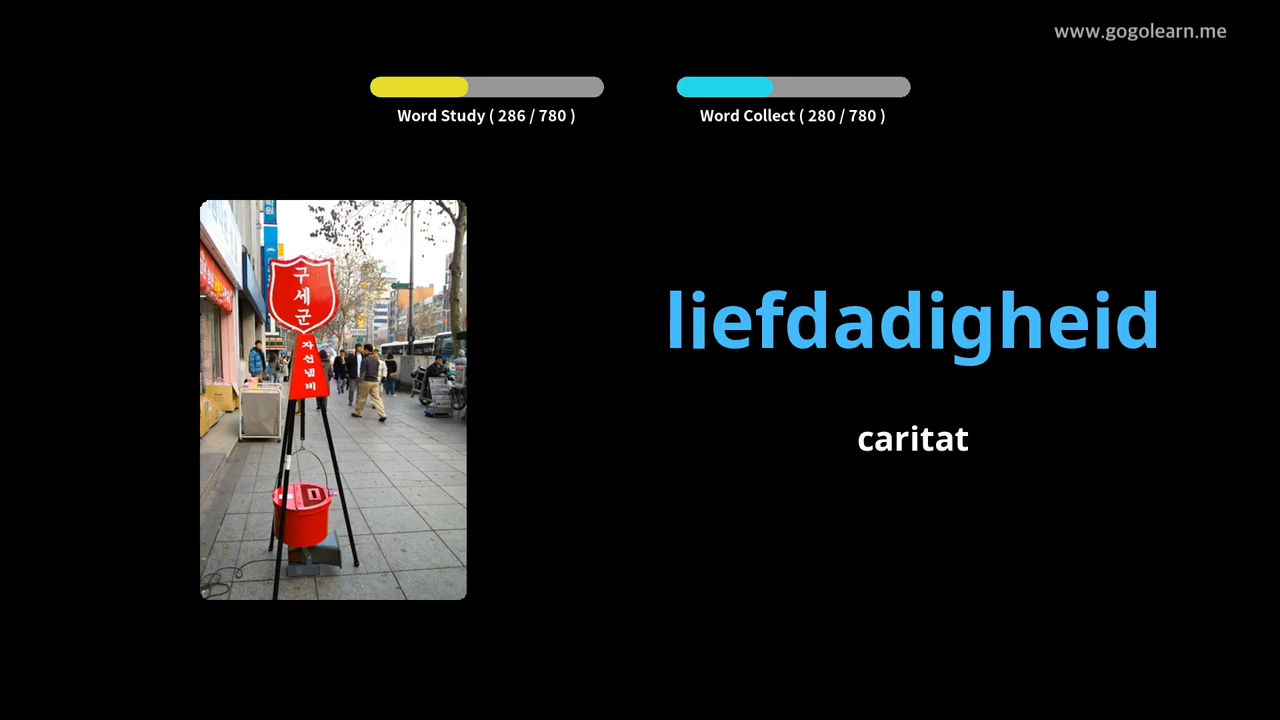 www.gogolearn.me
Word Study ( 286 / 780 )
Word Collect ( 280 / 780 )
구
세
군
자
선
냄
비
liefdadigheid
caritat